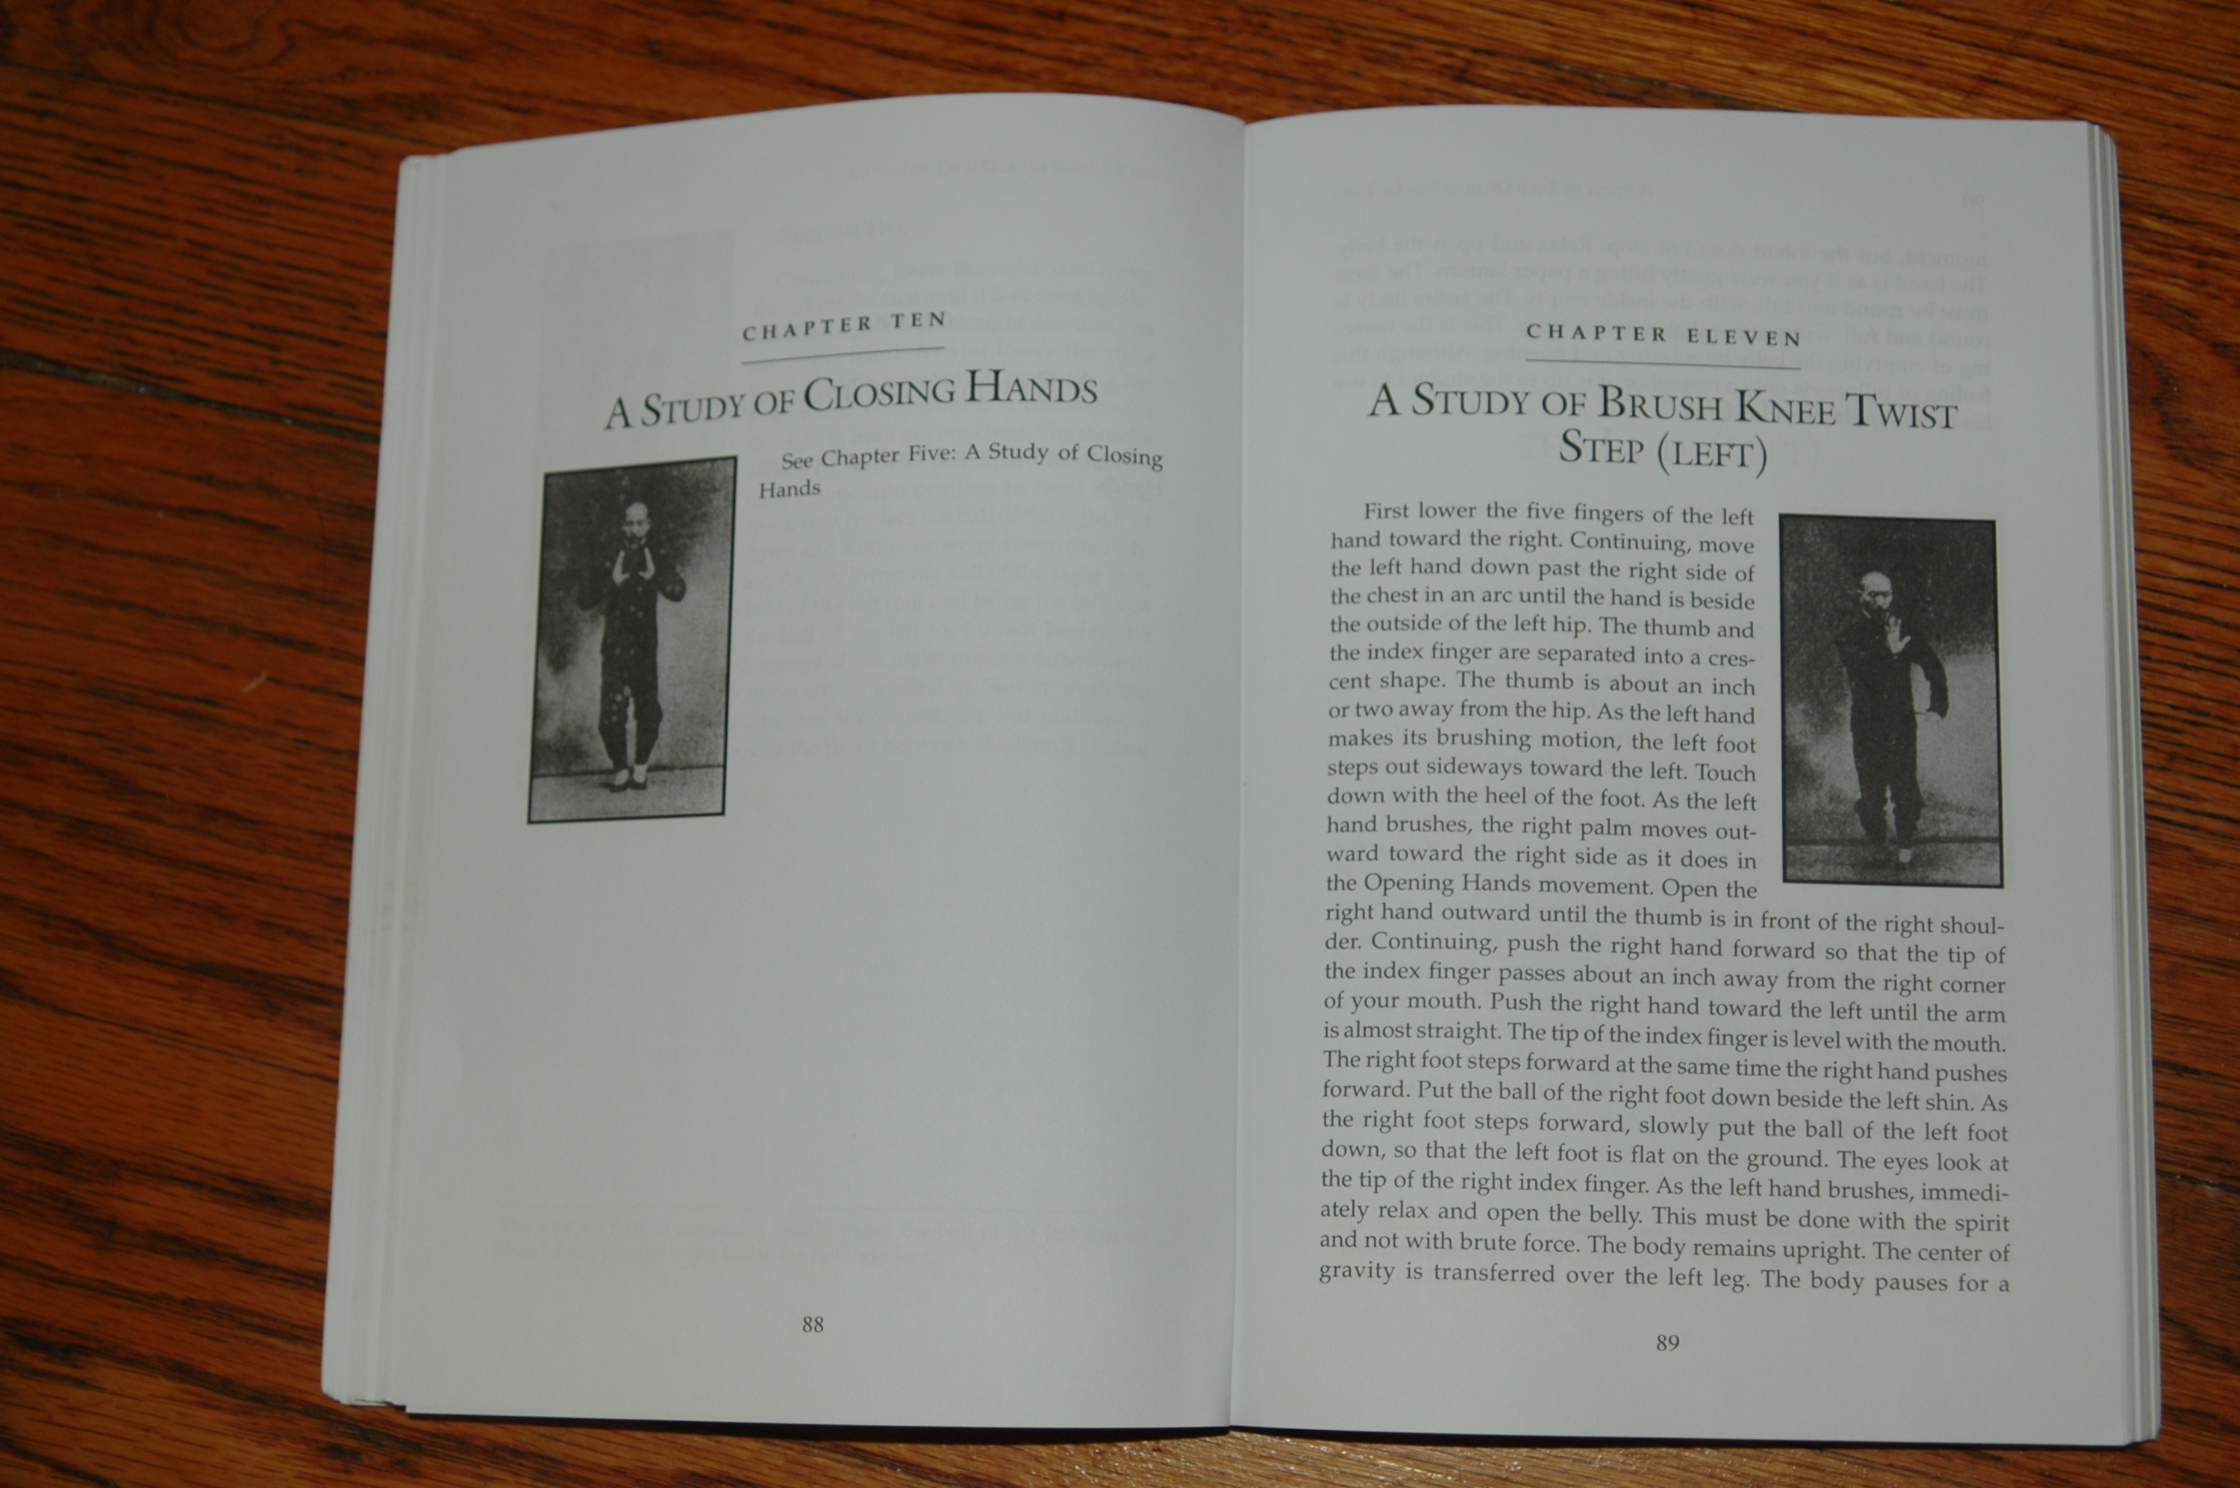 CHAPTER TEN
A STUDY OF CLOSING HANDS
See Chapter Five: A Study of Closing
Hands
88
CHAPTER ELEVEN
A STUDY OF BRUSH KNEE TWIST
STEP (LEFT)
First lower the five fingers of the left
hand toward the right. Continuing, move
the left hand down past the right side of
the chest in an arc until the hand is beside
the outside of the left hip. The thumb and
the index finger are separated into a cres-
cent shape. The thumb is about an inch
or two away from the hip. As the left hand
makes its brushing motion, the left foot
steps out sideways toward the left. Touch
down with the heel of the foot. As the left
hand brushes, the right palm moves out-
ward toward the right side as it does in
the Opening Hands movement. Open the
right hand outward until the thumb is in front of the right shoul-
der. Continuing, push the right hand forward so that the tip of
the index finger passes about an inch away from the right corner
of your mouth. Push the right hand toward the left until the arm
is almost straight. The tip of the index finger is level with the mouth.
The right foot steps forward at the same time the right hand pushes
forward. Put the ball of the right foot down beside the left shin. As
the right foot steps forward, slowly put the ball of the left foot
down, so that the left foot is flat on the ground. The eyes look at
the tip of the right index finger. As the left hand brushes, immedi-
ately relax and open the belly. This must be done with the spirit
and not with brute force. The body remains upright. The center of
gravity is transferred over the left leg. The body pauses for a
89